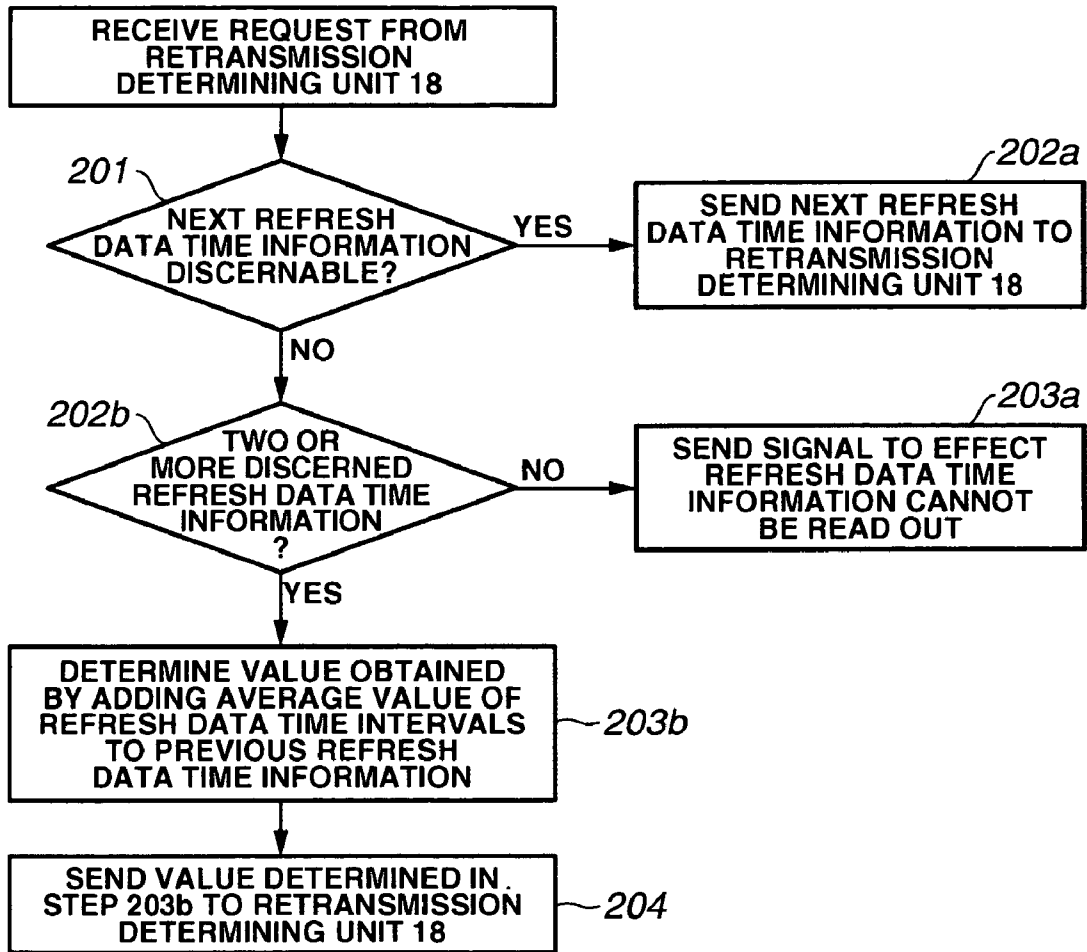 RECEIVE REQUEST FROM
RETRANSMISSION
DETERMINING UNIT 18
201
NEXT REFRESH
DATA TIME INFORMATION
DISCERNABLE?
YES
202a
SEND NEXT REFRESH
DATA TIME INFORMATION TO
RETRANSMISSION
DETERMINING UNIT 18
NO
202b
TWO OR
MORE DISCERNED
REFRESH DATA TIME
INFORMATION
?
NO
203a
SEND SIGNAL TO EFFECT
REFRESH DATA TIME
INFORMATION CANNOT
BE READ OUT
YES
DETERMINE VALUE OBTAINED
BY ADDING AVERAGE VALUE OF
REFRESH DATA TIME INTERVALS
TO PREVIOUS REFRESH
DATA TIME INFORMATION
203b
SEND VALUE DETERMINED IN.
STEP 203b TO RETRANSMISSION
DETERMINING UNIT 18
204